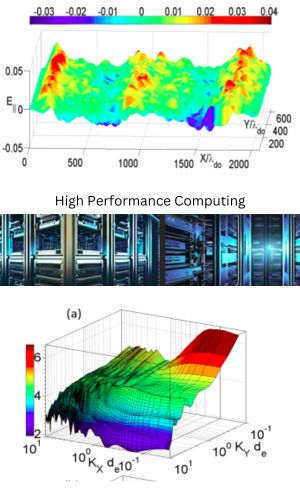 -0.03 -0.02 -0.01 0 0.01 0.02 0.03 0.04
0.05
0
-0.05
E||
0 500 1000 1500 2000
X/λdo
Y/λdo
600
400
200
High Performance Computing
(a)
6
4
2
10¹ 10⁰ 10⁻¹
KX de
10¹ 10⁰ 10⁻¹
KY de